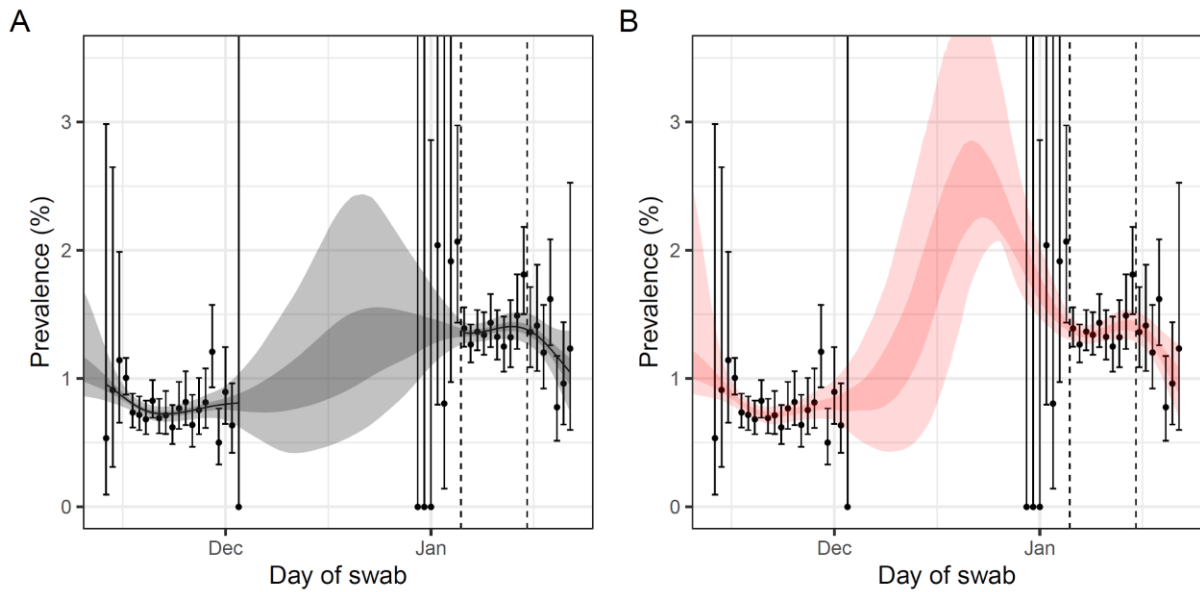 A
Prevalence (%)
3
2
1
0
Dec
Jan
Day of swab
B
Prevalence (%)
3
2
1
0
Dec
Jan
Day of swab